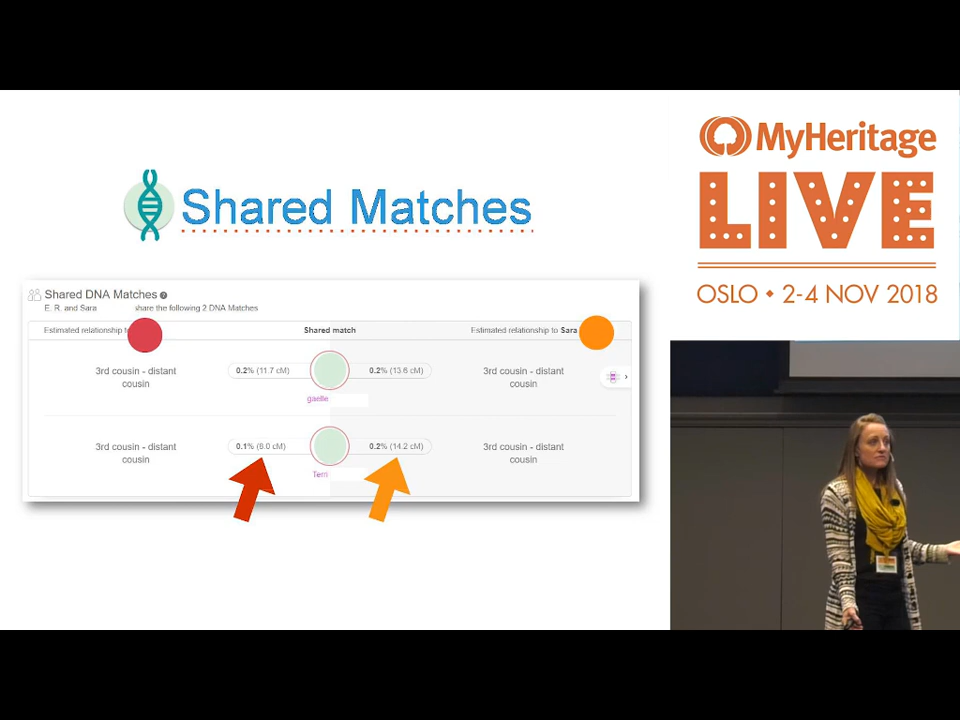 Shared Matches
Shared DNA Matches ?
E. R. and Sara share the following 2 DNA Matches
Estimated relationship to
Shared match
Estimated relationship to Sara
3rd cousin - distant
cousin
0.2% (11.7 cM)
0.2% (13.6 cM)
3rd cousin - distant
cousin
gaelle
3rd cousin - distant
cousin
0.1% (6.0 cM)
0.2% (14.2 cM)
3rd cousin - distant
cousin
Terri
MyHeritage
LIVE
OSLO • 2-4 NOV 2018